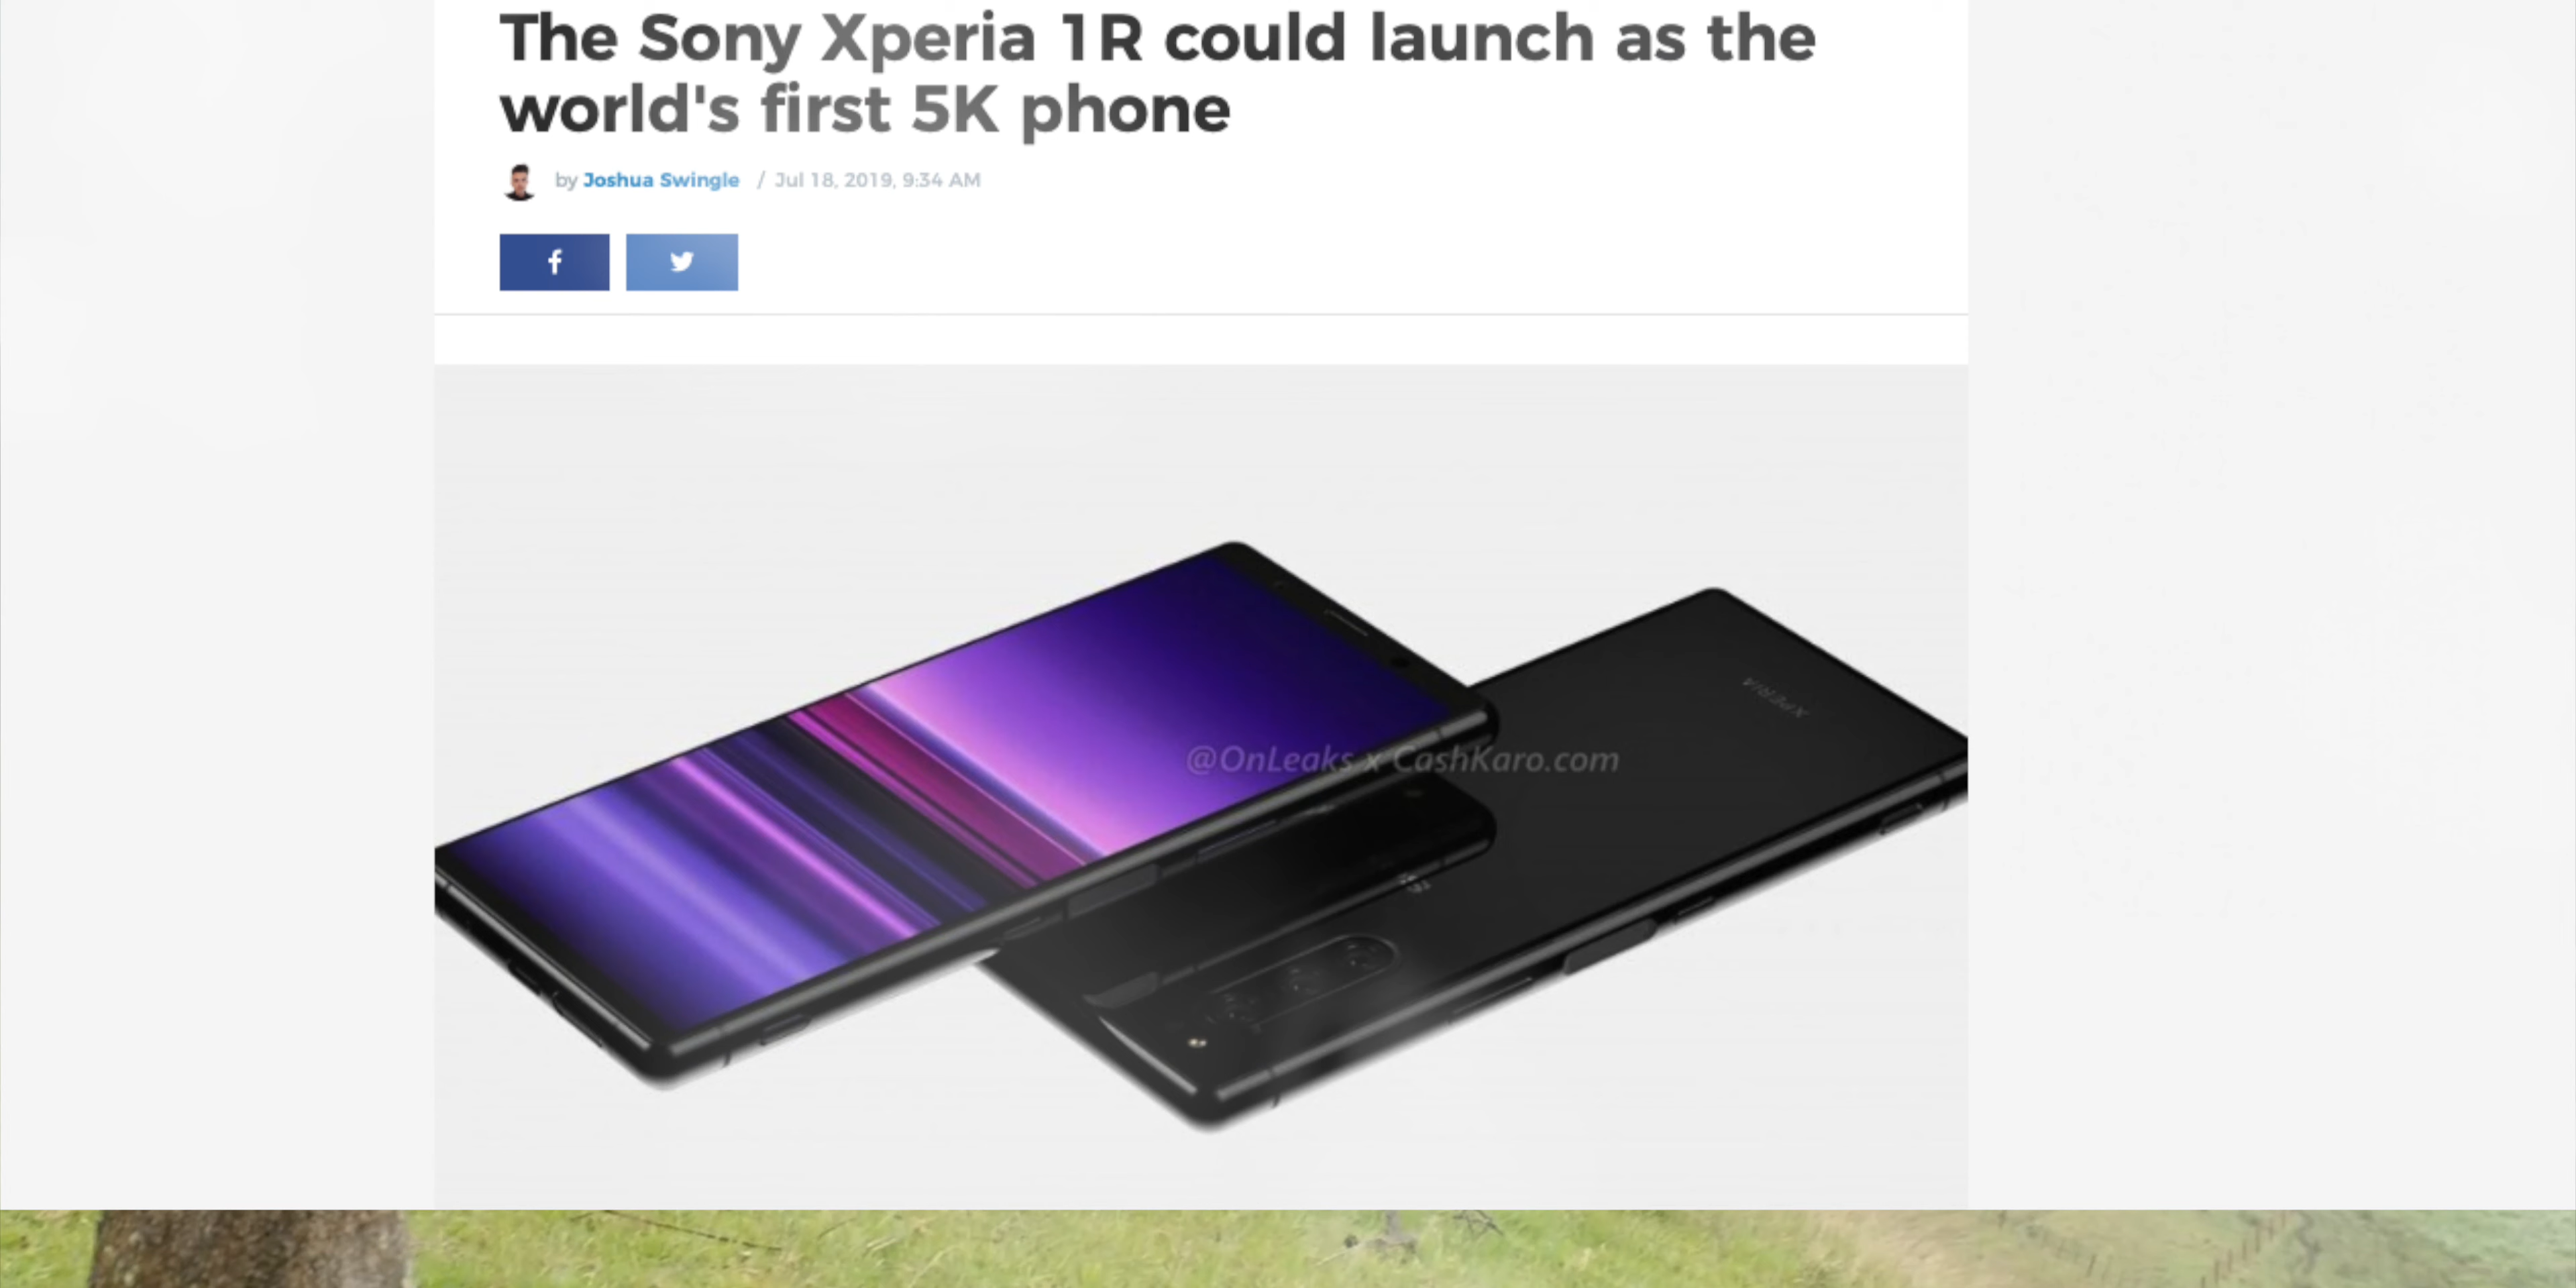 The Sony Xperia 1R could launch as the
world's first 5K phone
by Joshua Swingle / Jul 18, 2019, 9:34 AM
@OnLeaks x CashKaro.com
XPERIA